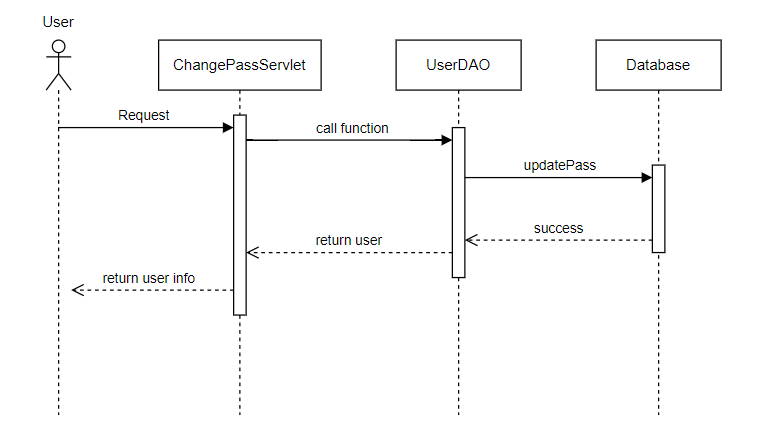 User
ChangePassServlet
UserDAO
Database
Request
call function
updatePass
success
return user
return user info